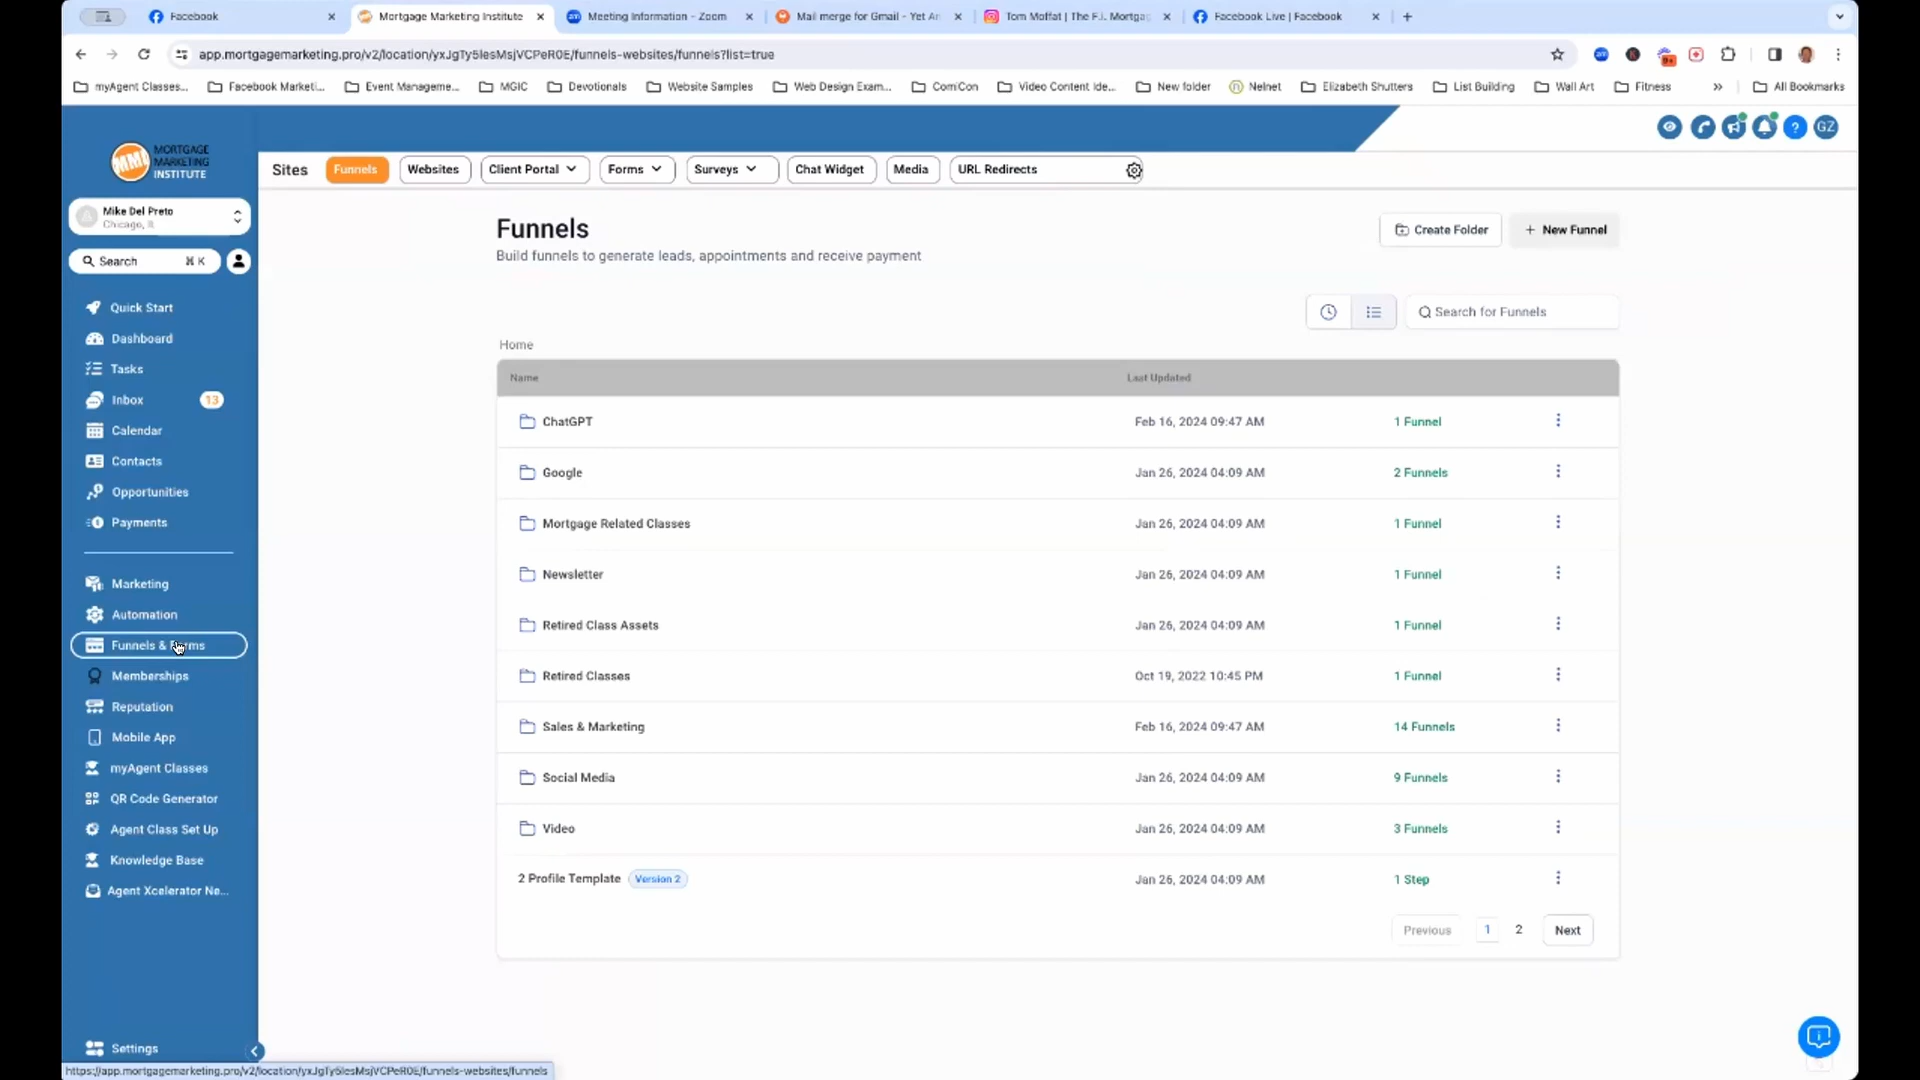 Facebook
Mortgage Marketing Institute
Meeting Information - Zoom
Mail merge for Gmail - Yet An
Tom Moffat | The F.I. Mortga
Facebook Live | Facebook
app.mortgagemarketing.pro/v2/location/yxJgTy5lesMsjVCPeR0E/funnels-websites/funnels?list=true
myAgent Classes...
Facebook Marketi...
Event Manageme...
MGIC
Devotionals
Website Samples
Web Design Exam...
ComiCon
Video Content Ide...
New folder
Nelnet
Elizabeth Shutters
List Building
Wall Art
Fitness
All Bookmarks
MMI
MORTGAGE
MARKETING
INSTITUTE
GZ
Sites
Funnels
Websites
Client Portal
Forms
Surveys
Chat Widget
Media
URL Redirects
Mike Del Preto
Chicago, IL
Search
⌘ K
Quick Start
Dashboard
Tasks
Inbox 13
Calendar
Contacts
Opportunities
Payments
Marketing
Automation
Funnels & Forms
Memberships
Reputation
Mobile App
myAgent Classes
QR Code Generator
Agent Class Set Up
Knowledge Base
Agent Xcelerator Ne...
Settings
Funnels
Build funnels to generate leads, appointments and receive payment
Create Folder
+ New Funnel
Search for Funnels
Home
Name Last Updated
ChatGPT Feb 16, 2024 09:47 AM 1 Funnel
Google Jan 26, 2024 04:09 AM 2 Funnels
Mortgage Related Classes Jan 26, 2024 04:09 AM 1 Funnel
Newsletter Jan 26, 2024 04:09 AM 1 Funnel
Retired Class Assets Jan 26, 2024 04:09 AM 1 Funnel
Retired Classes Oct 19, 2022 10:45 PM 1 Funnel
Sales & Marketing Feb 16, 2024 09:47 AM 14 Funnels
Social Media Jan 26, 2024 04:09 AM 9 Funnels
Video Jan 26, 2024 04:09 AM 3 Funnels
2 Profile Template Version 2 Jan 26, 2024 04:09 AM 1 Step
Previous 1 2 Next
https://app.mortgagemarketing.pro/v2/location/yxJgTy5lesMsjVCPeR0E/funnels-websites/funnels